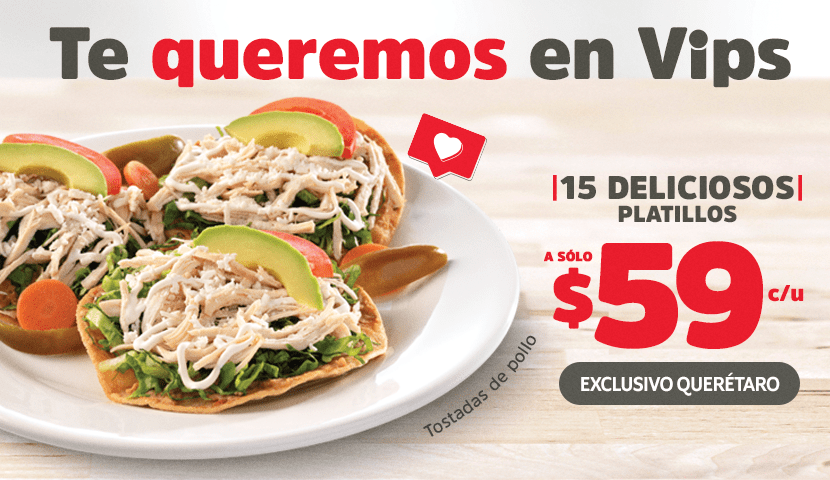 Te queremos en Vips
|15 DELICIOSOS|
PLATILLOS
A SÓLO
$59 c/u
EXCLUSIVO QUERÉTARO
Tostadas de pollo